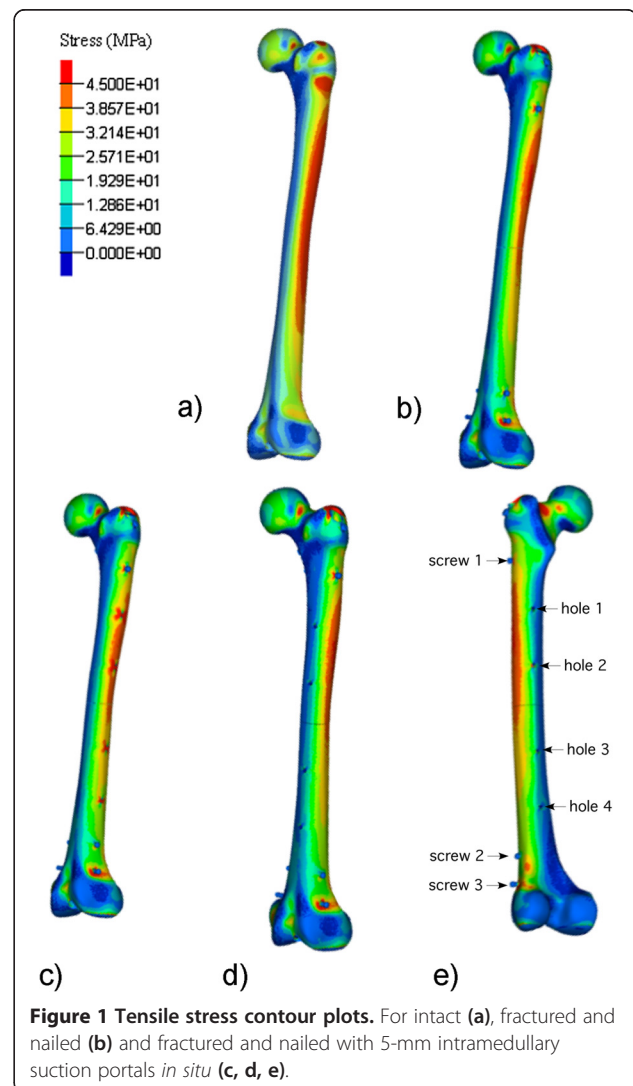 Stress (MPa)
4.500E+01
3.857E+01
3.214E+01
2.571E+01
1.929E+01
1.286E+01
6.429E+00
0.000E+00
a)
b)
screw 1
hole 1
hole 2
hole 3
hole 4
screw 2
screw 3
c)
d)
e)
Figure 1 Tensile stress contour plots. For intact (a), fractured and
nailed (b) and fractured and nailed with 5-mm intramedullary
suction portals in situ (c, d, e).